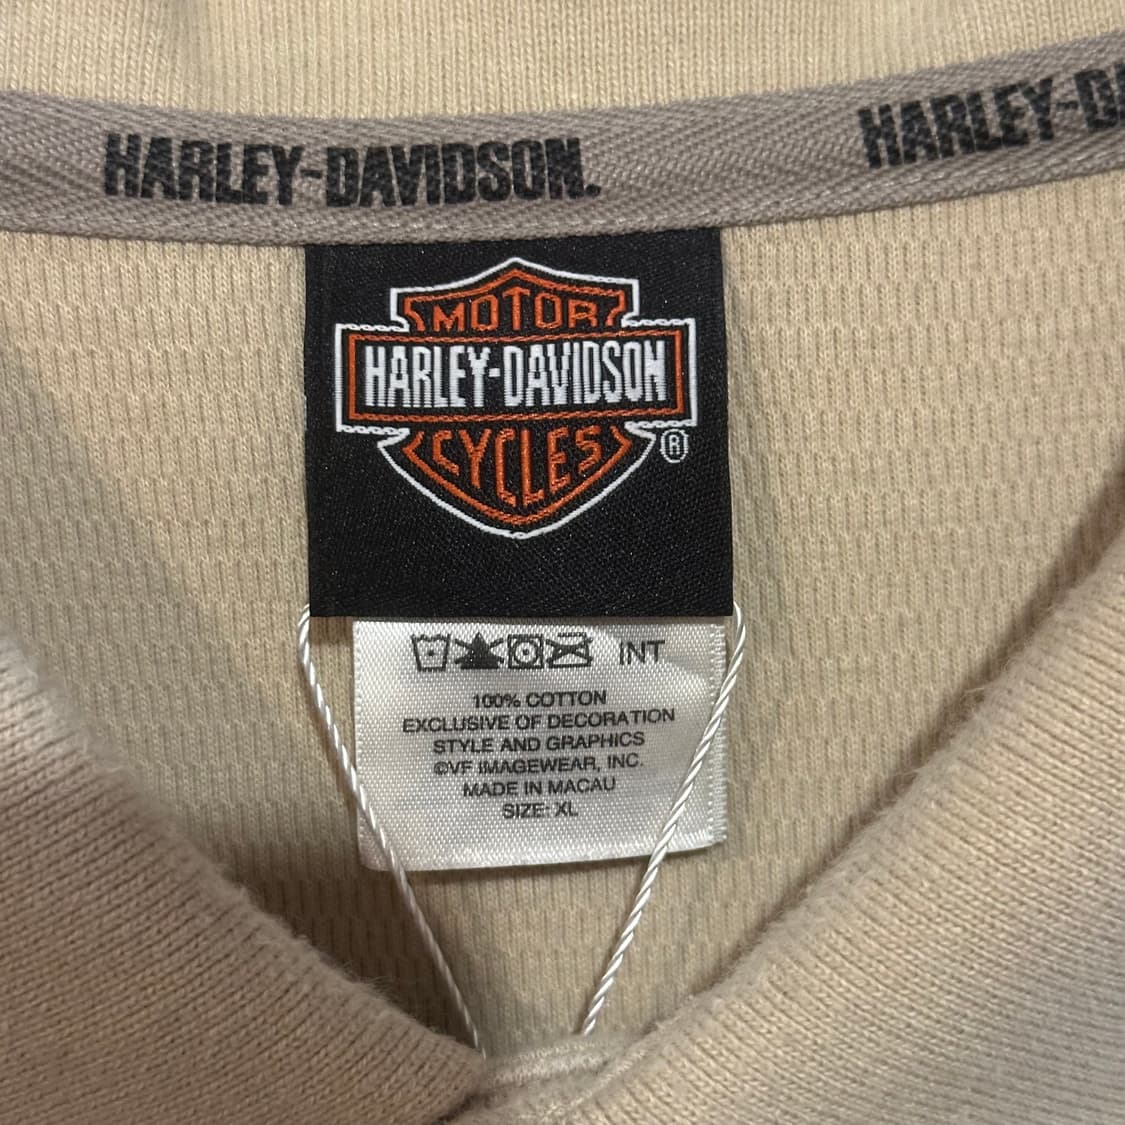 HARLEY-DAVIDSON.
HARLEY-D
MOTOR
HARLEY-DAVIDSON
CYCLES
®
INT
100% COTTON
EXCLUSIVE OF DECORATION
STYLE AND GRAPHICS
©VF IMAGEWEAR, INC.
MADE IN MACAU
SIZE: XL